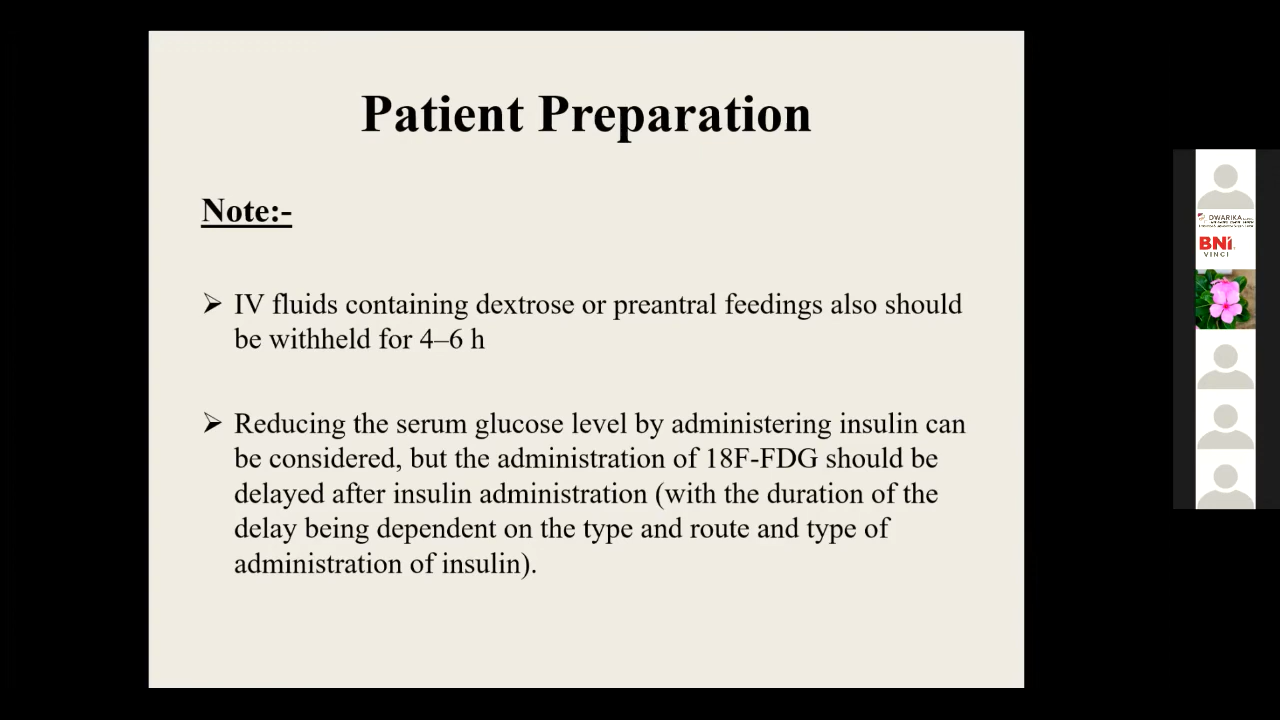 Patient Preparation
Note:-
➢ IV fluids containing dextrose or preantral feedings also should
be withheld for 4–6 h
➢ Reducing the serum glucose level by administering insulin can
be considered, but the administration of 18F-FDG should be
delayed after insulin administration (with the duration of the
delay being dependent on the type and route and type of
administration of insulin).
DWARIKA
BNI
VINCI